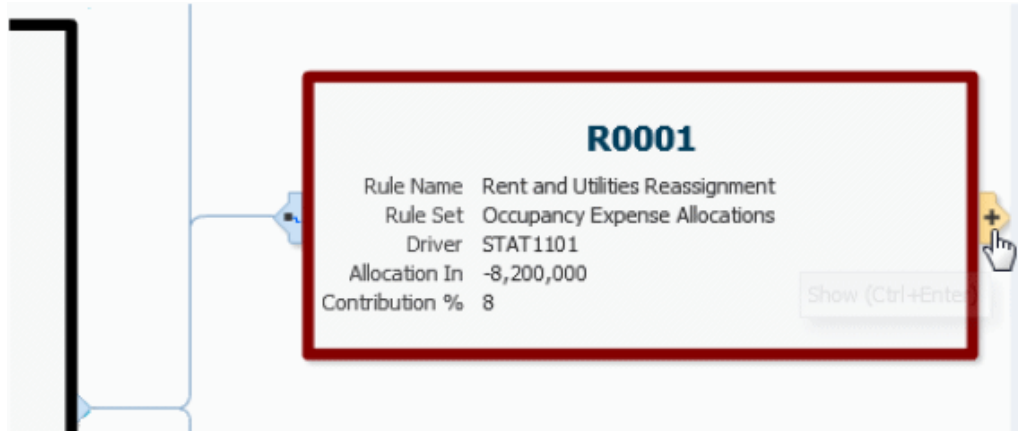 R0001
Rule Name Rent and Utilities Reassignment
Rule Set Occupancy Expense Allocations
Driver STAT1101
Allocation In -8,200,000
Contribution % 8
Show (Ctrl+Enter)